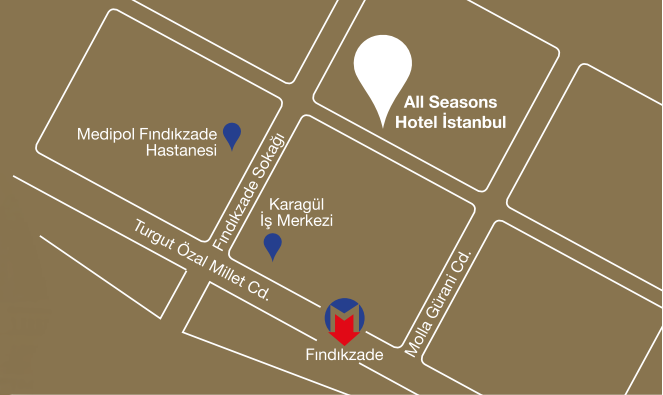 All Seasons
Hotel İstanbul
Medipol Fındıkzade
Hastanesi
Fındıkzade Sokağı
Karagül
İş Merkezi
Turgut Özal Millet Cd.
Molla Gürani Cd.
M
Fındıkzade